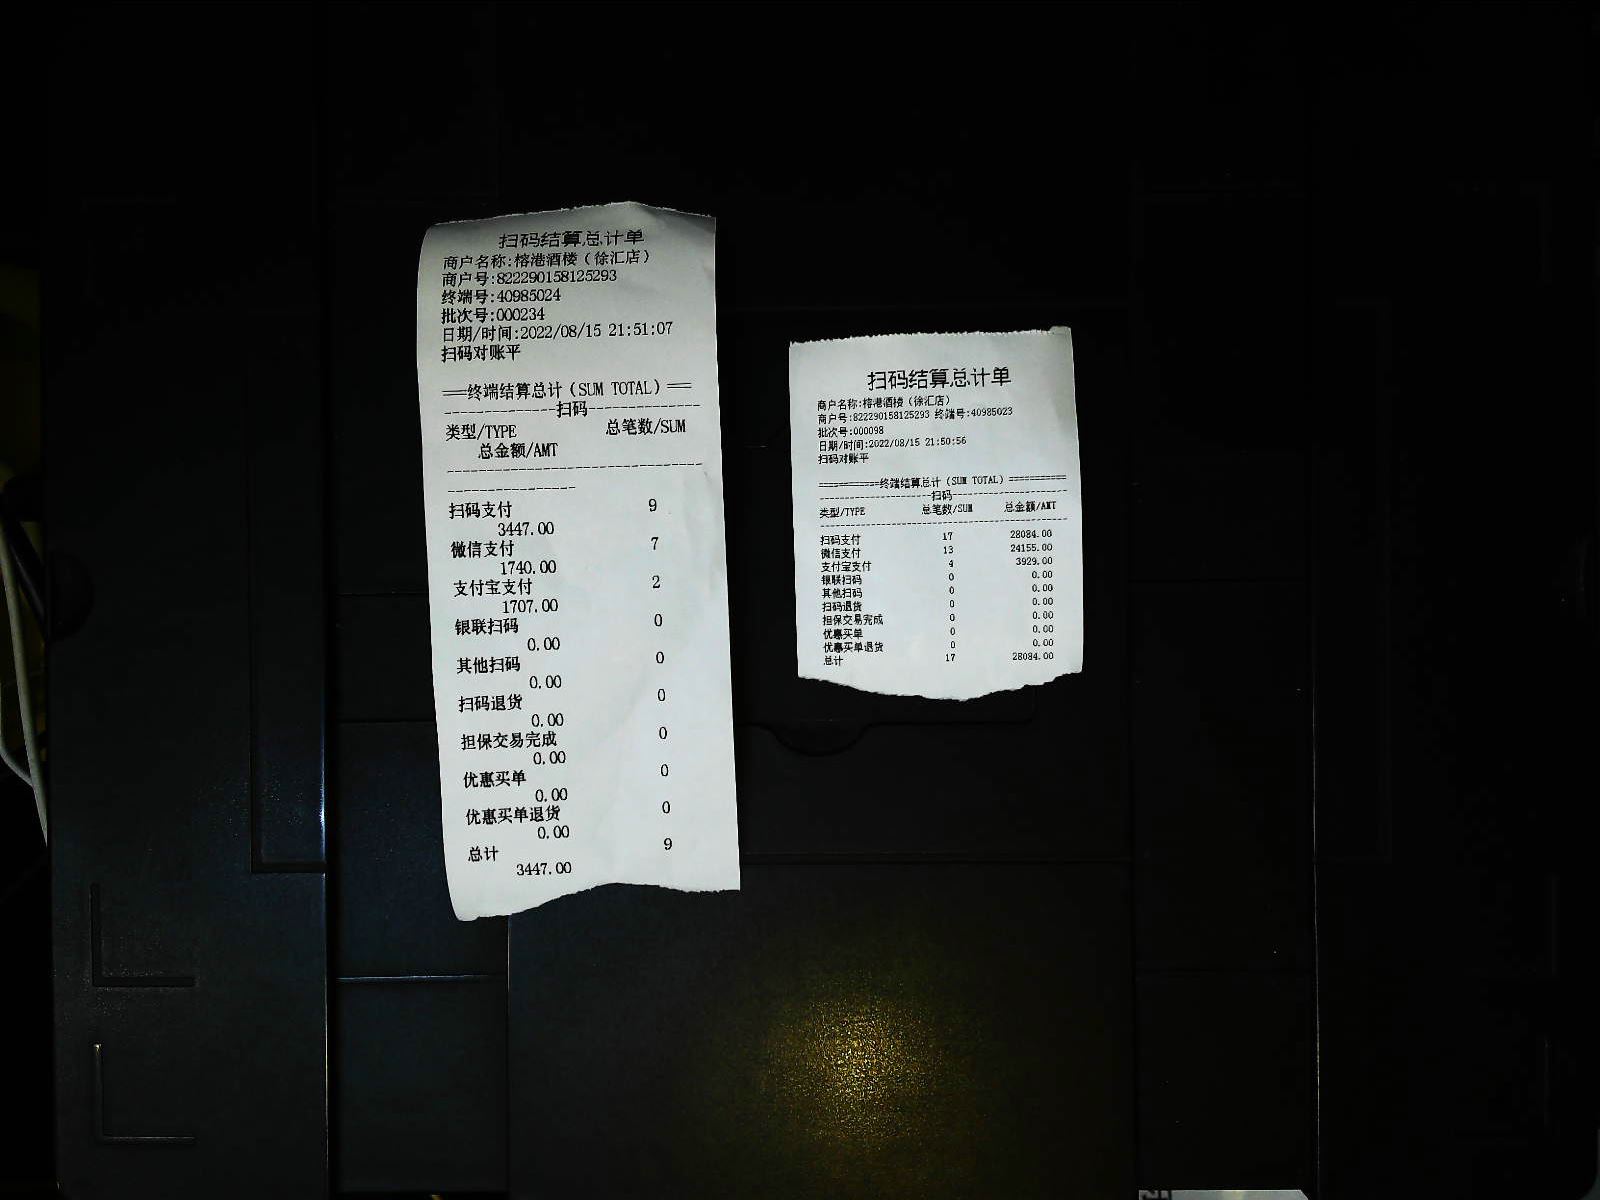 扫码结算总计单
商户名称:榕港酒楼（徐汇店）
商户号:822290158125293
终端号:40985024
批次号:000234
日期/时间:2022/08/15 21:51:07
扫码对账平
===终端结算总计（SUM TOTAL）===
--------------扫码--------------
类型/TYPE 总笔数/SUM
总金额/AMT
扫码支付 9
3447.00
微信支付 7
1740.00
支付宝支付 2
1707.00
银联扫码 0
0.00
其他扫码 0
0.00
扫码退货 0
0.00
担保交易完成 0
0.00
优惠买单 0
0.00
优惠买单退货 0
0.00
总计 9
3447.00
扫码结算总计单
商户名称:榕港酒楼（徐汇店）
商户号:822290158125293 终端号:40985023
批次号:000098
日期/时间:2022/08/15 21:50:56
扫码对账平
===========终端结算总计（SUM TOTAL）===========
----------------------扫码----------------------
类型/TYPE 总笔数/SUM 总金额/AMT
扫码支付 17 28084.00
微信支付 13 24155.00
支付宝支付 4 3929.00
银联扫码 0 0.00
其他扫码 0 0.00
扫码退货 0 0.00
担保交易完成 0 0.00
优惠买单 0 0.00
优惠买单退货 0 0.00
总计 17 28084.00